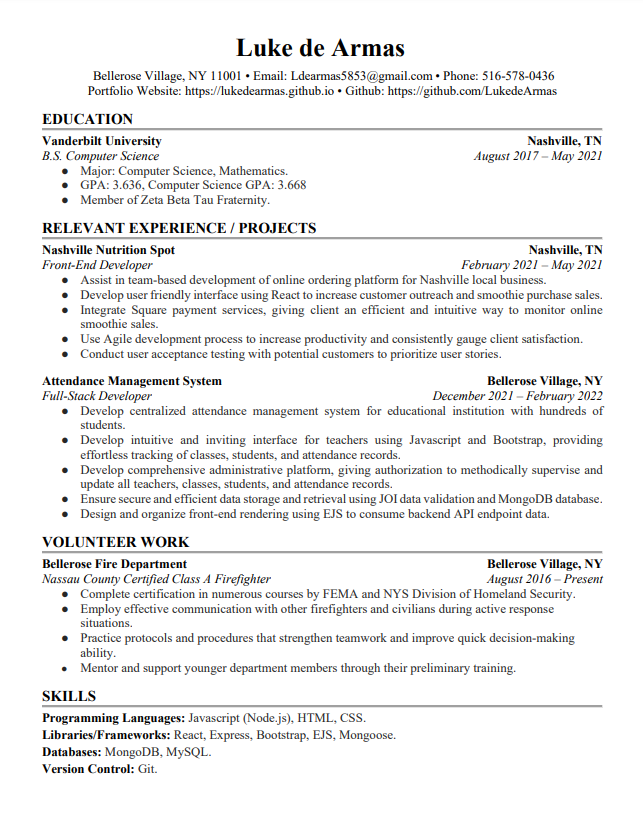 Luke de Armas
Bellerose Village, NY 11001 • Email: Ldearmas5853@gmail.com • Phone: 516-578-0436
Portfolio Website: https://lukedearmas.github.io • Github: https://github.com/LukedeArmas
EDUCATION
Vanderbilt University Nashville, TN
B.S. Computer Science August 2017 – May 2021
● Major: Computer Science, Mathematics.
● GPA: 3.636, Computer Science GPA: 3.668
● Member of Zeta Beta Tau Fraternity.
RELEVANT EXPERIENCE / PROJECTS
Nashville Nutrition Spot Nashville, TN
Front-End Developer February 2021 – May 2021
● Assist in team-based development of online ordering platform for Nashville local business.
● Develop user friendly interface using React to increase customer outreach and smoothie purchase sales.
● Integrate Square payment services, giving client an efficient and intuitive way to monitor online
smoothie sales.
● Use Agile development process to increase productivity and consistently gauge client satisfaction.
● Conduct user acceptance testing with potential customers to prioritize user stories.
Attendance Management System Bellerose Village, NY
Full-Stack Developer December 2021 – February 2022
● Develop centralized attendance management system for educational institution with hundreds of
students.
● Develop intuitive and inviting interface for teachers using Javascript and Bootstrap, providing
effortless tracking of classes, students, and attendance records.
● Develop comprehensive administrative platform, giving authorization to methodically supervise and
update all teachers, classes, students, and attendance records.
● Ensure secure and efficient data storage and retrieval using JOI data validation and MongoDB database.
● Design and organize front-end rendering using EJS to consume backend API endpoint data.
VOLUNTEER WORK
Bellerose Fire Department Bellerose Village, NY
Nassau County Certified Class A Firefighter August 2016 – Present
● Complete certification in numerous courses by FEMA and NYS Division of Homeland Security.
● Employ effective communication with other firefighters and civilians during active response
situations.
● Practice protocols and procedures that strengthen teamwork and improve quick decision-making
ability.
● Mentor and support younger department members through their preliminary training.
SKILLS
Programming Languages: Javascript (Node.js), HTML, CSS.
Libraries/Frameworks: React, Express, Bootstrap, EJS, Mongoose.
Databases: MongoDB, MySQL.
Version Control: Git.